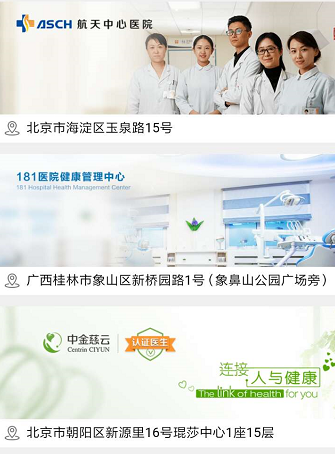 ASCH 航天中心医院
北京市海淀区玉泉路15号
181医院健康管理中心
181 Hospital Health Management Center
广西桂林市象山区新桥园路1号（象鼻山公园广场旁）
中金慈云
Centrin CIYUN
认证医生
连接
人与健康
The link of health for you
北京市朝阳区新源里16号琨莎中心1座15层